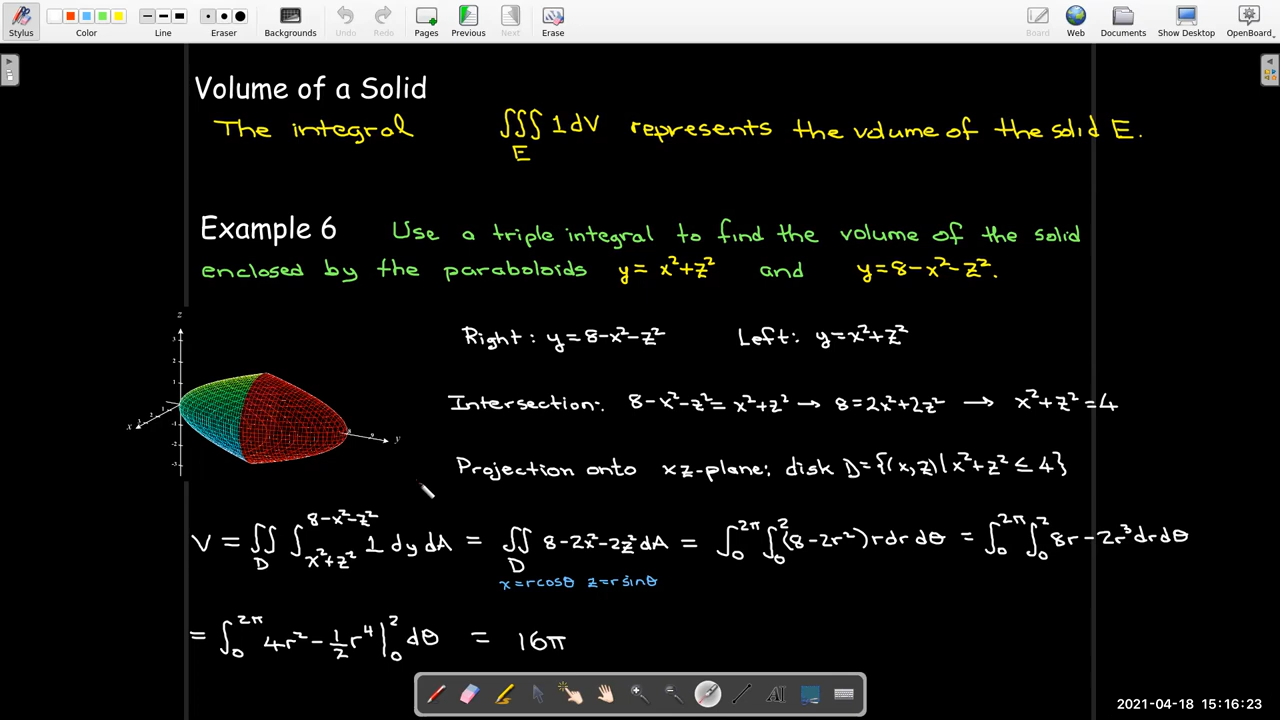 Stylus Color Line Eraser Backgrounds Undo Redo Pages Previous Next Erase Board Web Documents Show Desktop OpenBoard
Volume of a Solid
The integral ∭_E 1 dV represents the volume of the solid E.
Example 6 Use a triple integral to find the volume of the solid
enclosed by the paraboloids y = x²+z² and y=8-x²-z².
Right: y=8-x²-z² Left: y=x²+z²
Intersection: 8-x²-z² = x²+z² → 8=2x²+2z² → x²+z²=4
Projection onto xz-plane: disk D={(x,z)|x²+z² ≤ 4}
V = ∬_D ∫_{x²+z²}^{8-x²-z²} 1 dy dA = ∬_D 8-2x²-2z² dA = ∫_0^{2π} ∫_0^2 (8-2r²) r dr dθ = ∫_0^{2π} ∫_0^2 8r-2r³ dr dθ
x=rcosθ z=rsinθ
= ∫_0^{2π} 4r² - 1/2 r⁴ |_0^2 dθ = 16π
2021-04-18 15:16:23